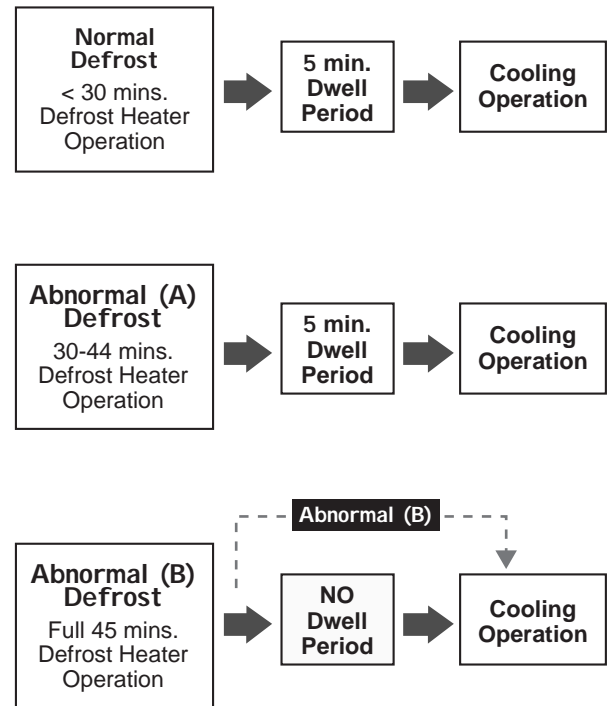 Normal
Defrost
< 30 mins.
Defrost Heater
Operation
5 min.
Dwell
Period
Cooling
Operation
Abnormal (A)
Defrost
30-44 mins.
Defrost Heater
Operation
5 min.
Dwell
Period
Cooling
Operation
Abnormal (B)
Abnormal (B)
Defrost
Full 45 mins.
Defrost Heater
Operation
NO
Dwell
Period
Cooling
Operation